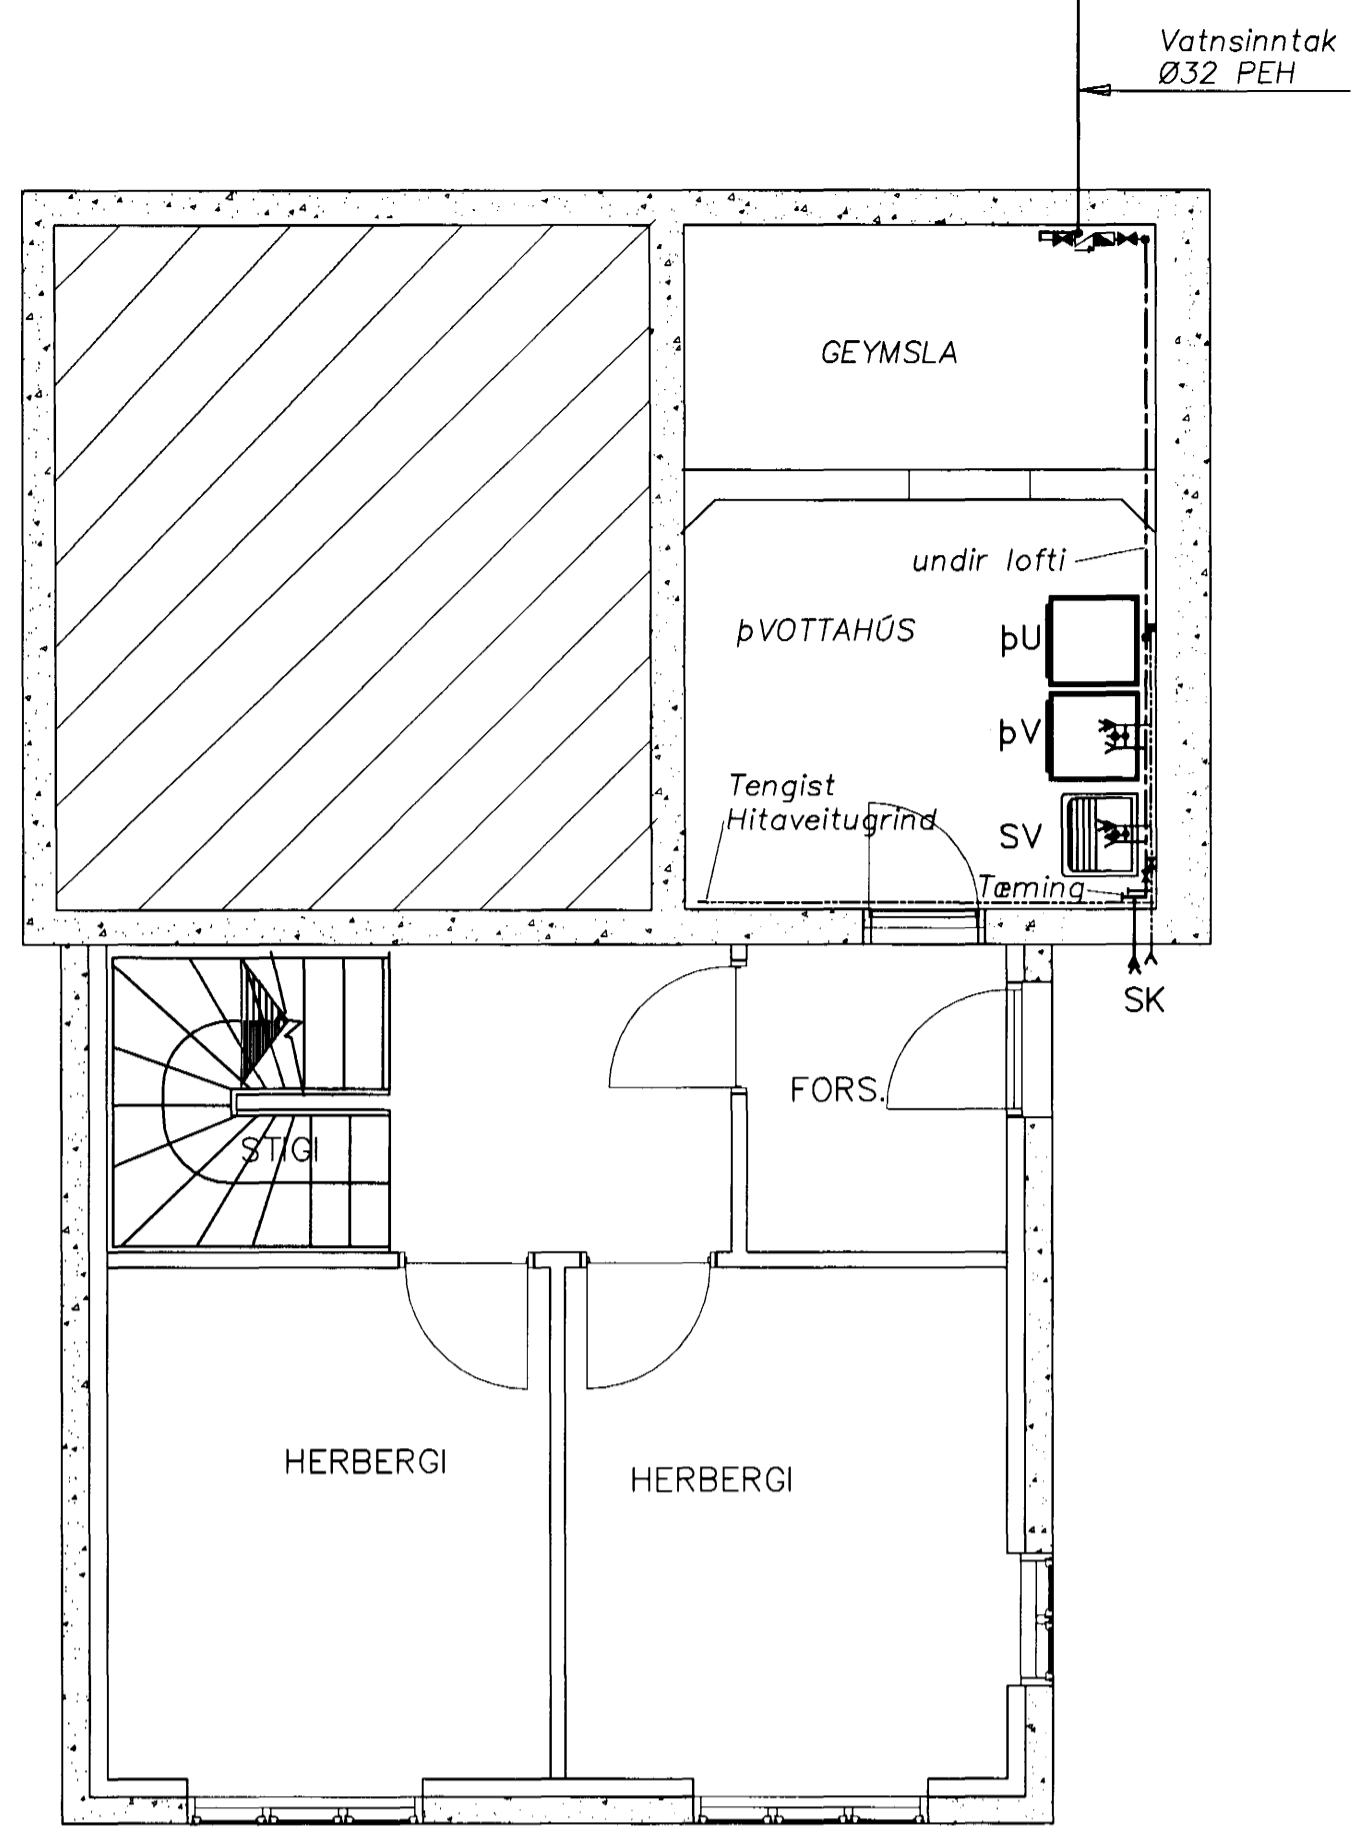 Vatnsinntak
Ø32 PEH
GEYMSLA
undir lofti
þVOTTAHÚS
þU
þV
Tengist
Hitaveitugrind
SV
Tæming
SK
FORS.
STIGI
HERBERGI
HERBERGI